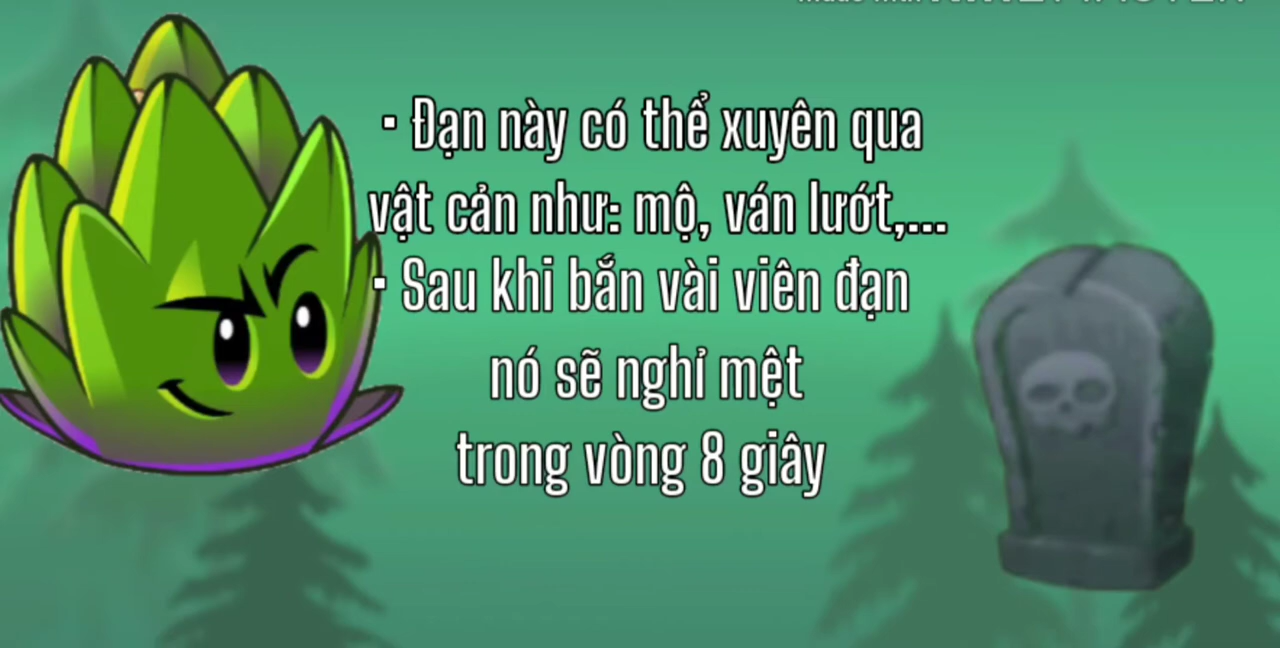 • Đạn này có thể xuyên qua
vật cản như: mộ, ván lướt,...
• Sau khi bắn vài viên đạn
nó sẽ nghỉ mệt
trong vòng 8 giây